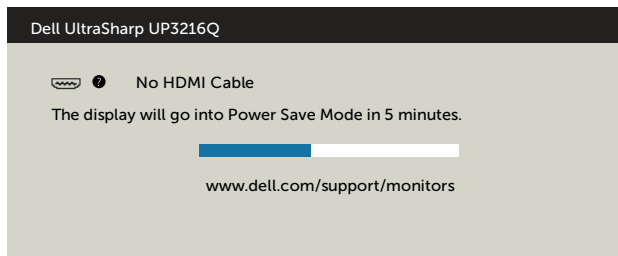 Dell UltraSharp UP3216Q
? No HDMI Cable
The display will go into Power Save Mode in 5 minutes.
www.dell.com/support/monitors